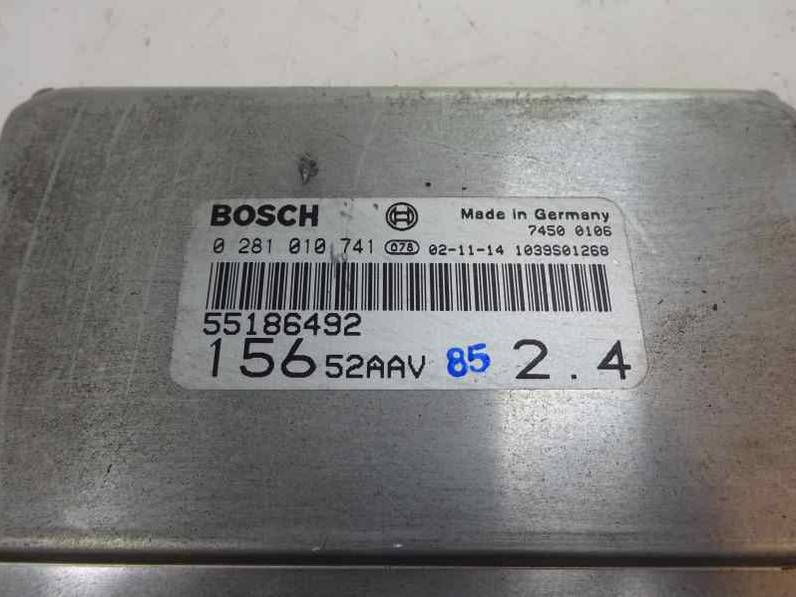 BOSCH Made in Germany
7450 0106
0 281 010 741 078 02-11-14 1039S01268
55186492
156 52AAV 85 2.4